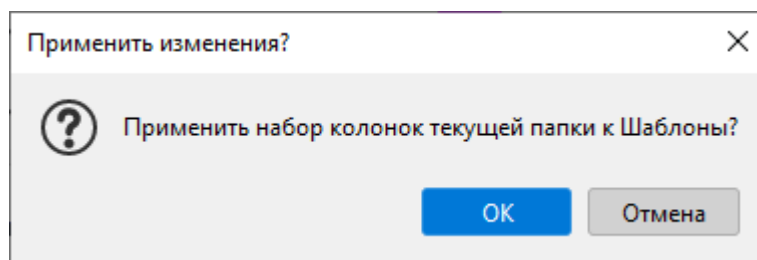 Применить изменения?
Применить набор колонок текущей папки к Шаблоны?
OK
Отмена